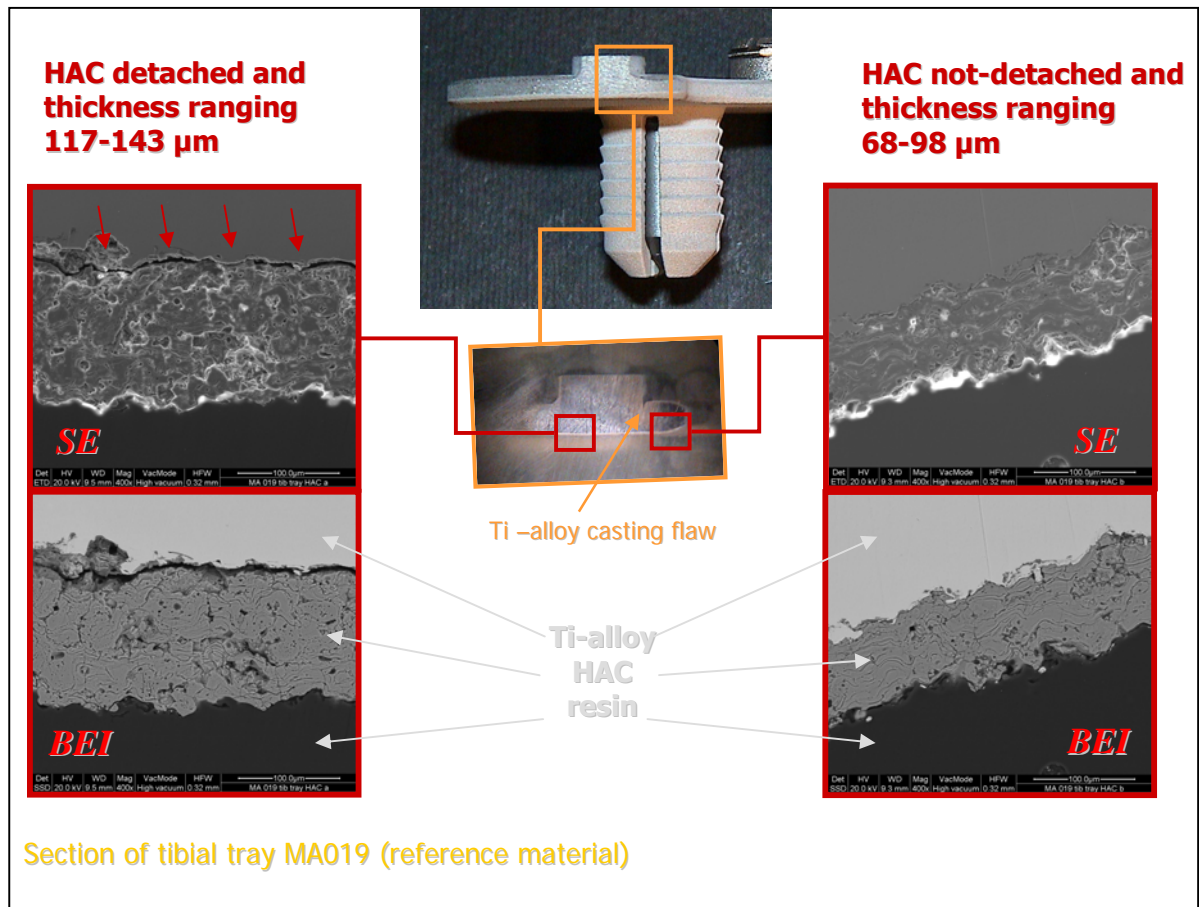 HAC detached and
thickness ranging
117-143 µm
HAC not-detached and
thickness ranging
68-98 µm
SE
Det HV WD Mag VacMode HFW 100.0µm
ETD 20.0 kV 9.5 mm 400x High vacuum 0.32 mm MA 019 tib tray HAC a
SE
Det HV WD Mag VacMode HFW 100.0µm
ETD 20.0 kV 9.3 mm 400x High vacuum 0.32 mm MA 019 tib tray HAC b
Ti –alloy casting flaw
Ti-alloy
HAC
resin
BEI
Det HV WD Mag VacMode HFW 100.0µm
SSD 20.0 kV 9.5 mm 400x High vacuum 0.32 mm MA 019 tib tray HAC a
BEI
Det HV WD Mag VacMode HFW 100.0µm
SSD 20.0 kV 9.3 mm 400x High vacuum 0.32 mm MA 019 tib tray HAC b
Section of tibial tray MA019 (reference material)